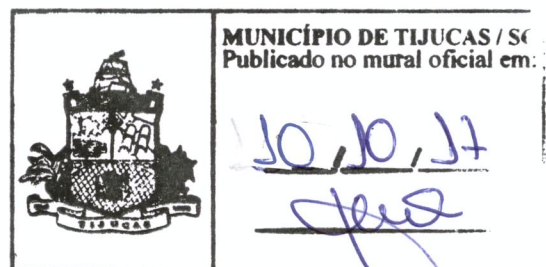 MUNICÍPIO DE TIJUCAS / SC
Publicado no mural oficial em:
10, 10, 17
TIJUCAS